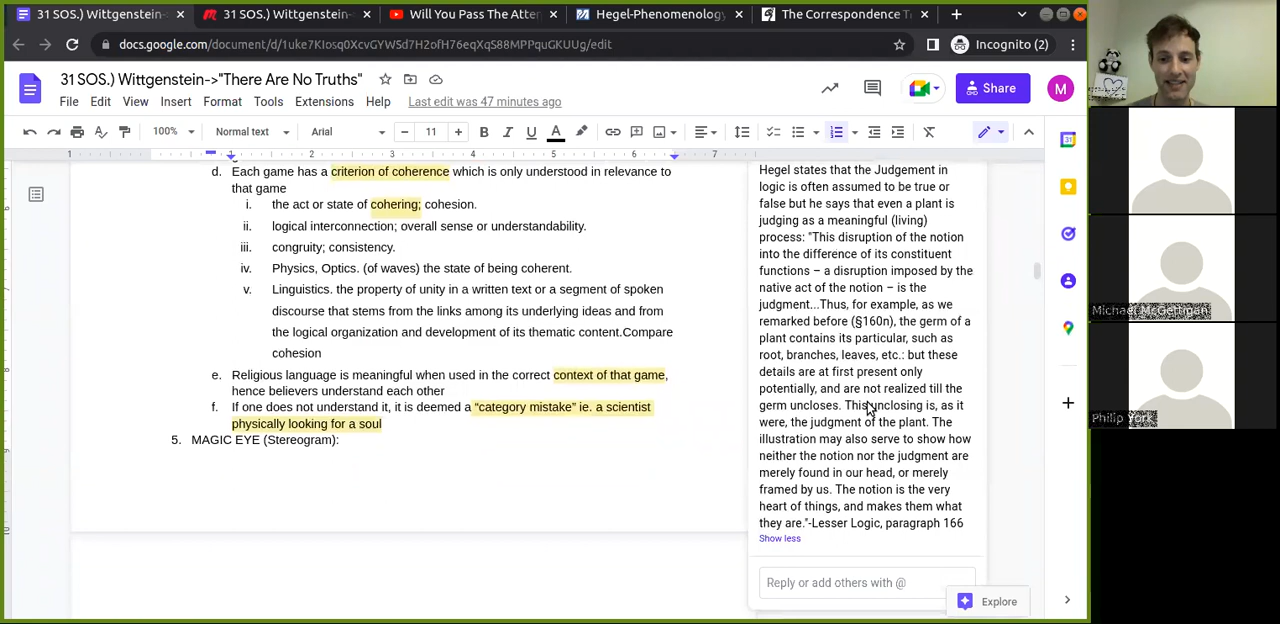 31 SOS.) Wittgenstein-
31 SOS.) Wittgenstein-
Will You Pass The Atte
Hegel-Phenomenology
The Correspondence T
docs.google.com/document/d/1uke7KIosq0XcvGYW5d7H2ofH76eqXqS88MPPquGKUUg/edit
Incognito (2)
31 SOS.) Wittgenstein->"There Are No Truths"
Share
M
File Edit View Insert Format Tools Extensions Help Last edit was 47 minutes ago
100% Normal text Arial 11 B I U A
1 1 2 3 4 5 6 7
d. Each game has a criterion of coherence which is only understood in relevance to
that game
i. the act or state of cohering; cohesion.
ii. logical interconnection; overall sense or understandability.
iii. congruity; consistency.
iv. Physics, Optics. (of waves) the state of being coherent.
v. Linguistics. the property of unity in a written text or a segment of spoken
discourse that stems from the links among its underlying ideas and from
the logical organization and development of its thematic content.Compare
cohesion
e. Religious language is meaningful when used in the correct context of that game,
hence believers understand each other
f. If one does not understand it, it is deemed a “category mistake” ie. a scientist
physically looking for a soul
5. MAGIC EYE (Stereogram):
Hegel states that the Judgement in
logic is often assumed to be true or
false but he says that even a plant is
judging as a meaningful (living)
process: "This disruption of the notion
into the difference of its constituent
functions – a disruption imposed by the
native act of the notion – is the
judgment...Thus, for example, as we
remarked before (§160n), the germ of a
plant contains its particular, such as
root, branches, leaves, etc.: but these
details are at first present only
potentially, and are not realized till the
germ uncloses. This unclosing is, as it
were, the judgment of the plant. The
illustration may also serve to show how
neither the notion nor the judgment are
merely found in our head, or merely
framed by us. The notion is the very
heart of things, and makes them what
they are."-Lesser Logic, paragraph 166
Show less
Reply or add others with @
Explore
Michael McGettigan
Philip York